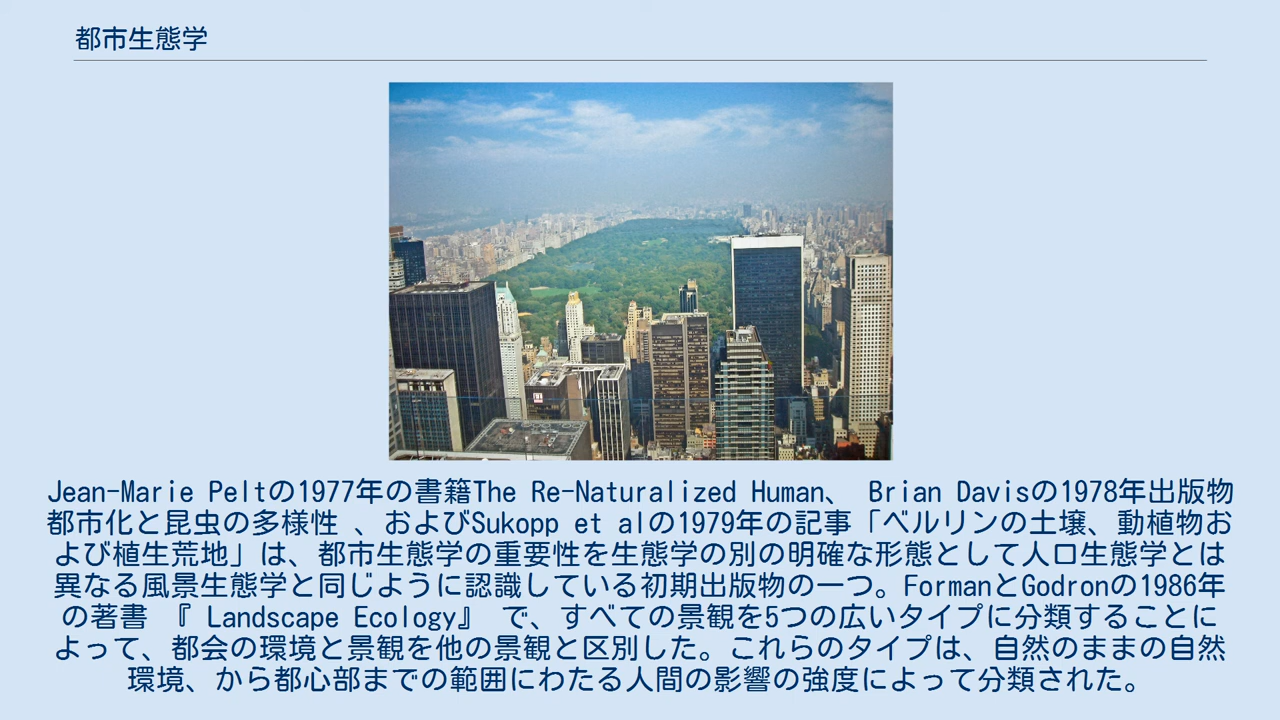 都市生態学
Jean-Marie Peltの1977年の書籍The Re-Naturalized Human、 Brian Davisの1978年出版物
都市化と昆虫の多様性 、およびSukopp et alの1979年の記事「ベルリンの土壌、動植物お
よび植生荒地」は、都市生態学の重要性を生態学の別の明確な形態として人口生態学とは
異なる風景生態学と同じように認識している初期出版物の一つ。FormanとGodronの1986年
の著書 『 Landscape Ecology』 で、すべての景観を5つの広いタイプに分類することに
よって、都会の環境と景観を他の景観と区別した。これらのタイプは、自然のままの自然
環境、から都心部までの範囲にわたる人間の影響の強度によって分類された。